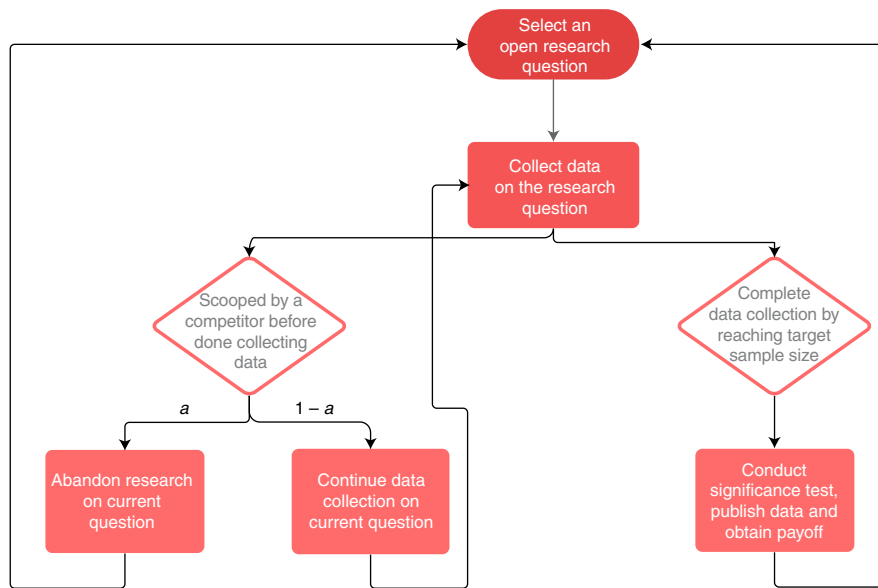 Select an
open research
question
Collect data
on the research
question
Scooped by a
competitor before
done collecting
data
Complete
data collection by
reaching target
sample size
a
1 – a
Abandon research
on current
question
Continue data
collection on
current question
Conduct
significance test,
publish data and
obtain payoff